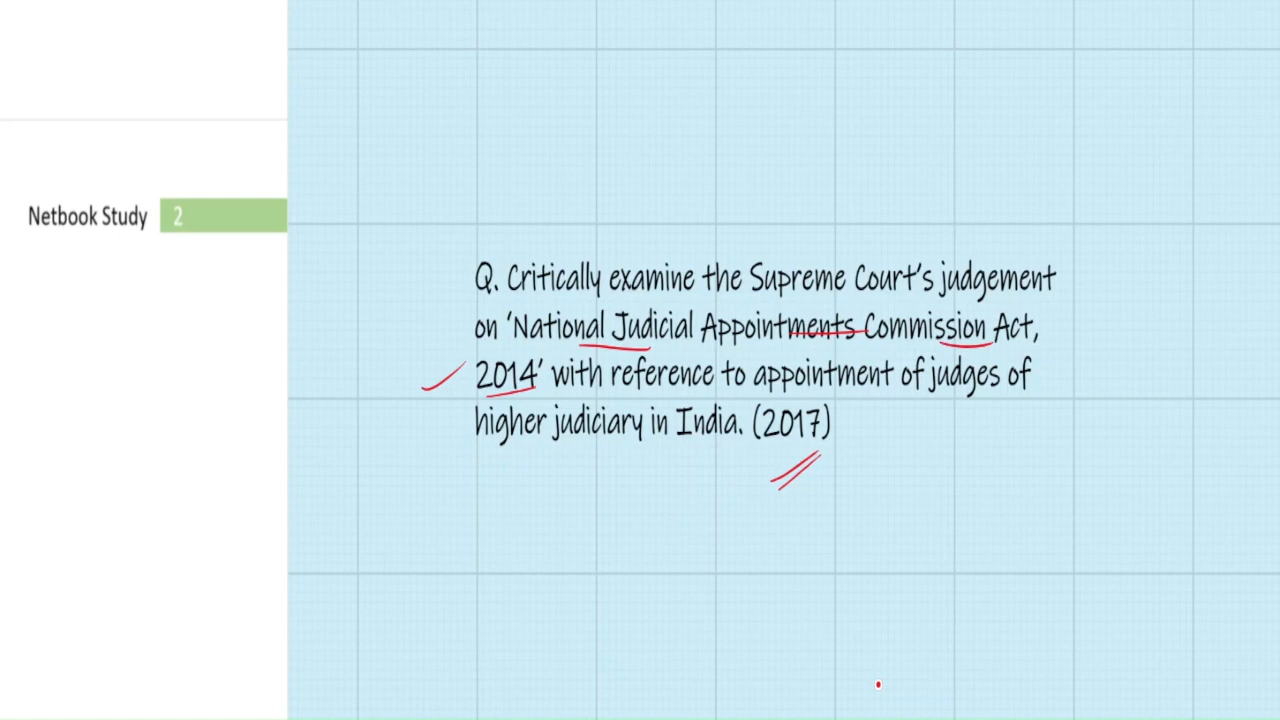 Netbook Study
2
Q. Critically examine the Supreme Court's judgement
on 'National Judicial Appointments Commission Act,
2014' with reference to appointment of judges of
higher judiciary in India. (2017)